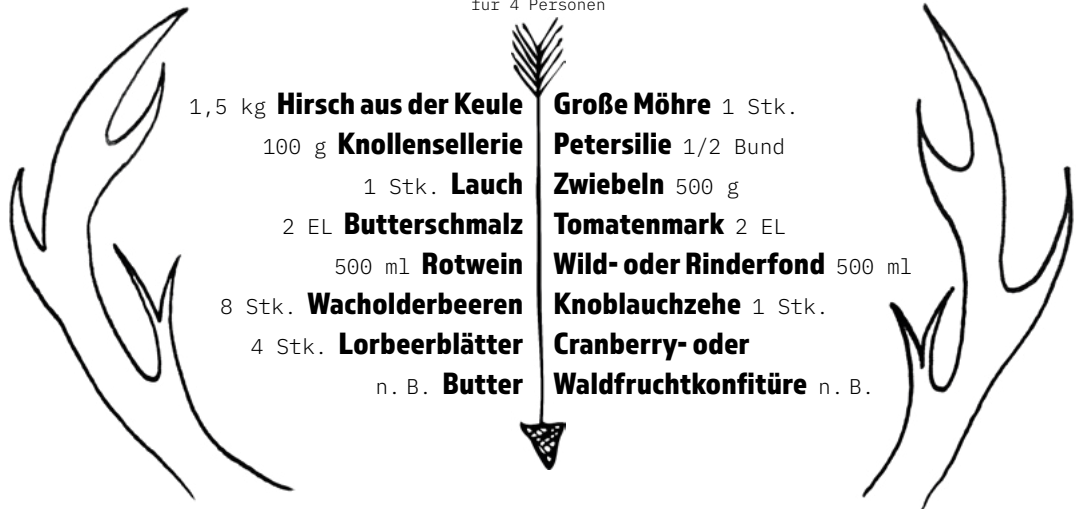 für 4 Personen
1,5 kg Hirsch aus der Keule
100 g Knollensellerie
1 Stk. Lauch
2 EL Butterschmalz
500 ml Rotwein
8 Stk. Wacholderbeeren
4 Stk. Lorbeerblätter
n. B. Butter
Große Möhre 1 Stk.
Petersilie 1/2 Bund
Zwiebeln 500 g
Tomatenmark 2 EL
Wild- oder Rinderfond 500 ml
Knoblauchzehe 1 Stk.
Cranberry- oder
Waldfruchtkonfitüre n. B.